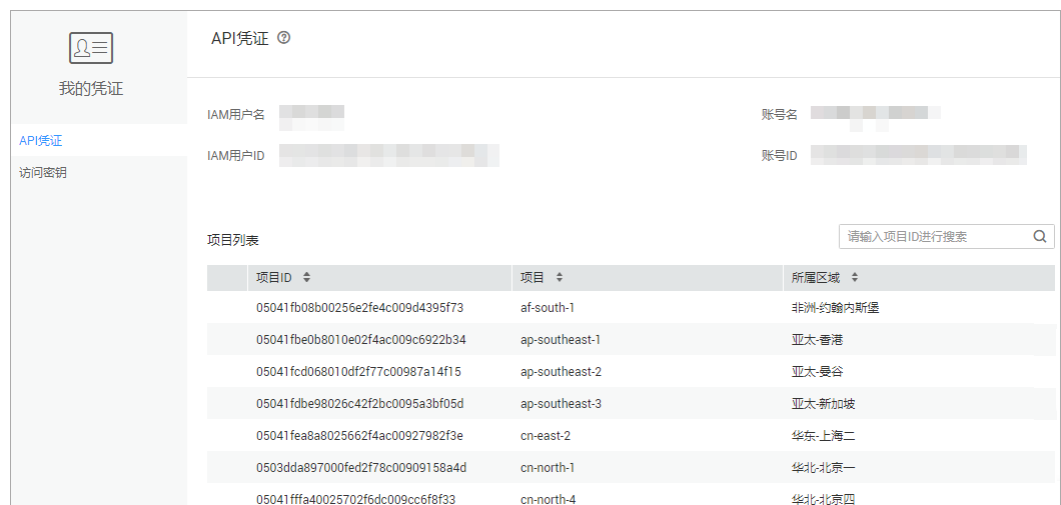 API凭证
我的凭证
IAM用户名
账号名
API凭证
IAM用户ID
账号ID
访问密钥
项目列表
请输入项目ID进行搜索
项目ID 项目 所属区域
05041fb08b00256e2fe4c009d4395f73 af-south-1 非洲-约翰内斯堡
05041fbe0b8010e02f4ac009c6922b34 ap-southeast-1 亚太-香港
05041fcd068010df2f77c00987a14f15 ap-southeast-2 亚太-曼谷
05041fdbe98026c42f2bc0095a3bf05d ap-southeast-3 亚太-新加坡
05041fea8a8025662f4ac00927982f3e cn-east-2 华东-上海二
0503dda897000fed2f78c00909158a4d cn-north-1 华北-北京一
05041fffa40025702f6dc009cc6f8f33 cn-north-4 华北-北京四